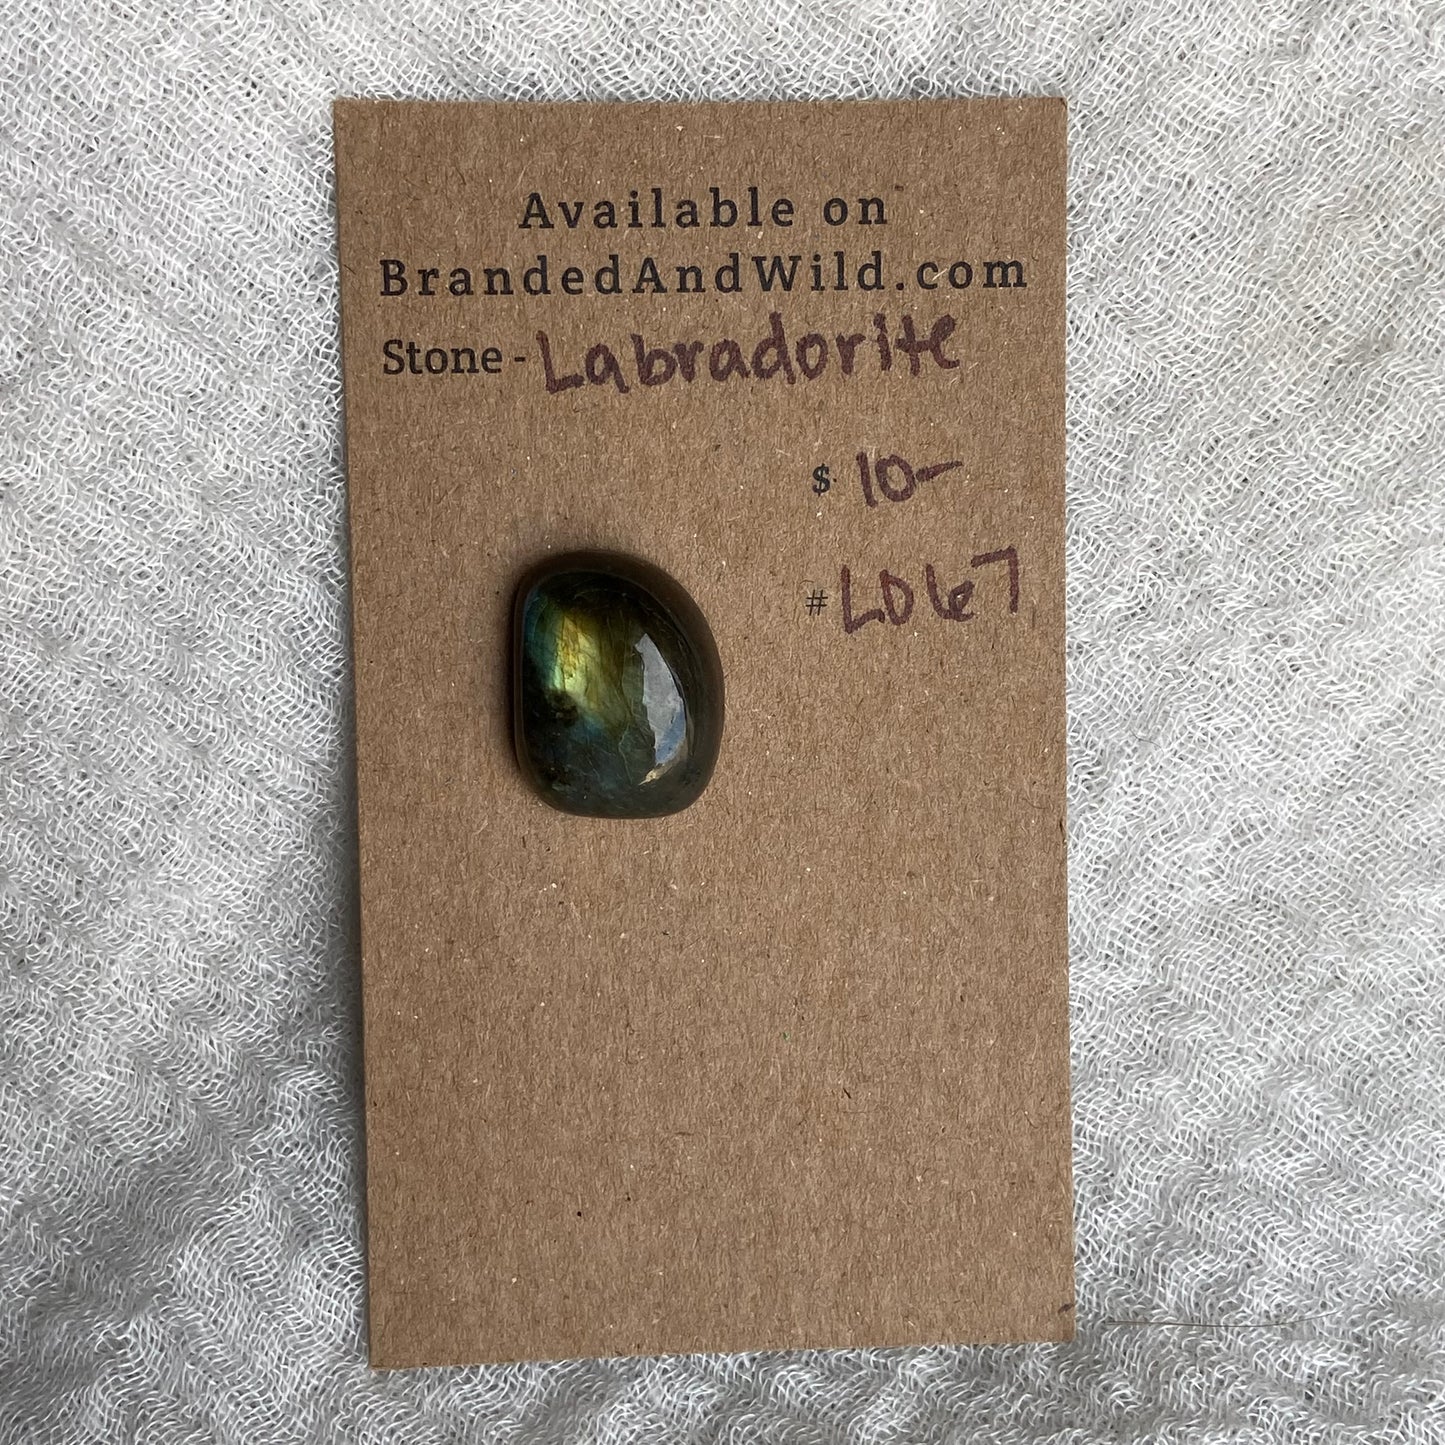 Available on
BrandedAndWild.com
Stone - Labradorite
$ 10-
# L067